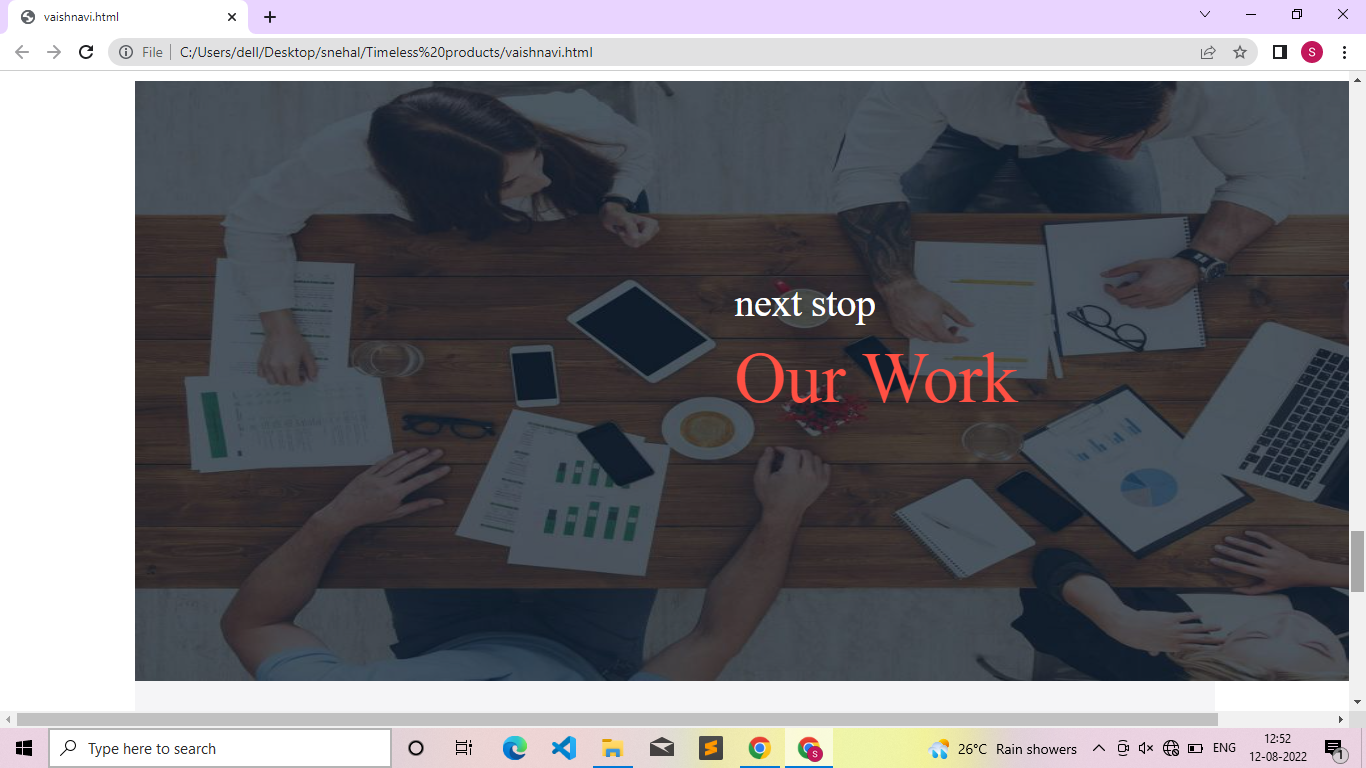 vaishnavi.html
File
C:/Users/dell/Desktop/snehal/Timeless%20products/vaishnavi.html
S
next stop
Our Work
Type here to search
S
26°C Rain showers
ENG
12:52
12-08-2022
1